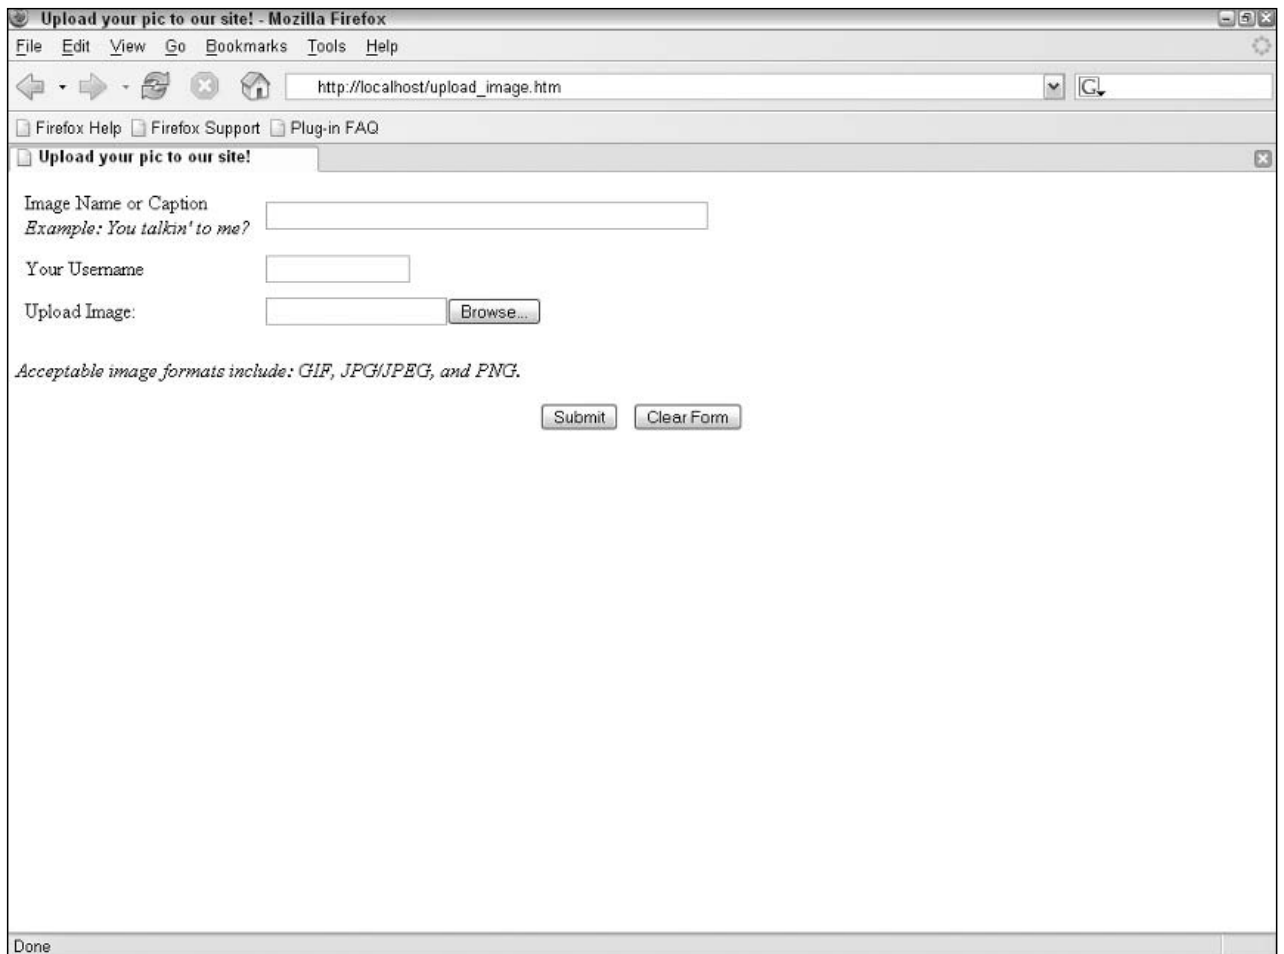 Upload your pic to our site! - Mozilla Firefox
File Edit View Go Bookmarks Tools Help
http://localhost/upload_image.htm
G
Firefox Help Firefox Support Plug-in FAQ
Upload your pic to our site!
Image Name or Caption
Example: You talkin' to me?
Your Username
Upload Image: Browse...
Acceptable image formats include: GIF, JPG/JPEG, and PNG.
Submit Clear Form
Done